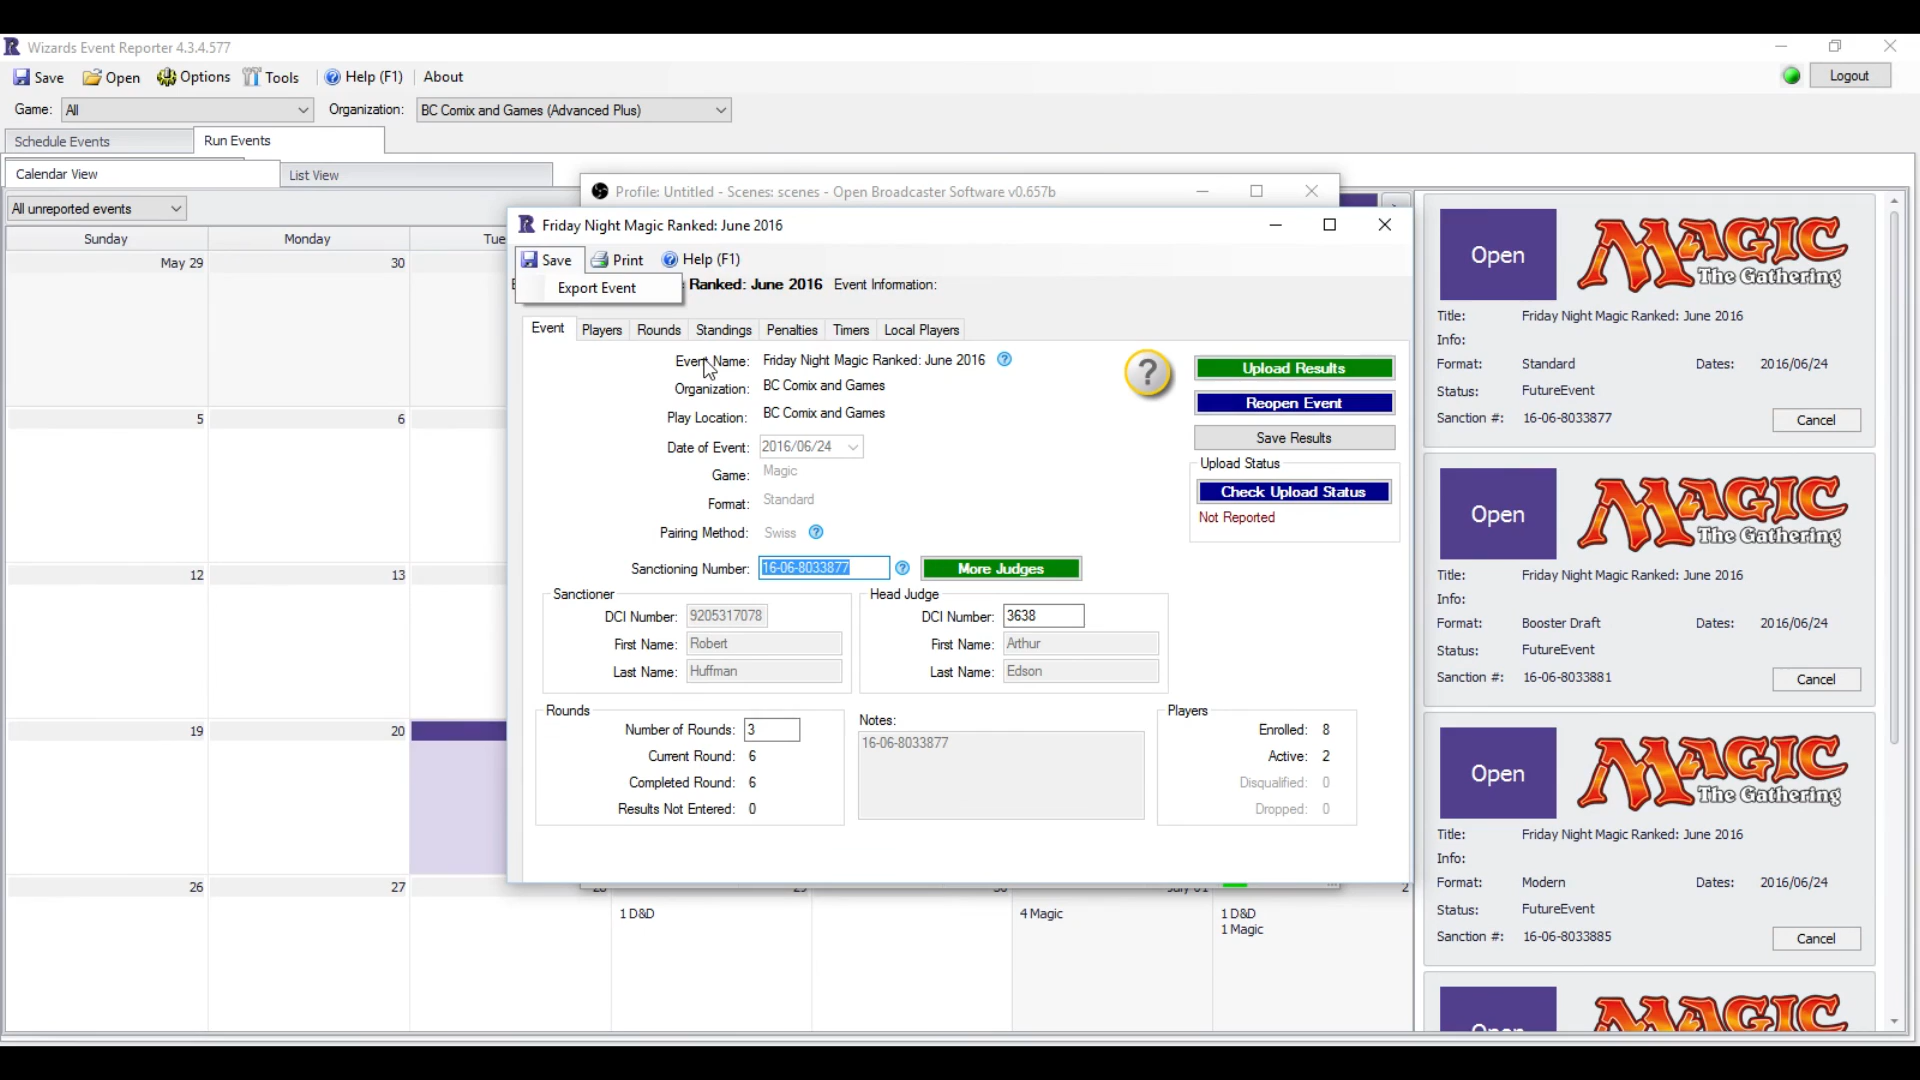 Wizards Event Reporter 4.3.4.577
Save Open Options Tools Help (F1) About Logout
Game: All Organization: BC Comix and Games (Advanced Plus)
Schedule Events Run Events
Calendar View List View
All unreported events
Sunday Monday Tue
May 29 30
5 6
12 13
19 20
26 27
1 D&D
4 Magic
1 D&D
1 Magic
2
Profile: Untitled - Scenes: scenes - Open Broadcaster Software v0.657b
Friday Night Magic Ranked: June 2016
Save Print Help (F1)
Export Event
Ranked: June 2016 Event Information:
Event Players Rounds Standings Penalties Timers Local Players
Event Name: Friday Night Magic Ranked: June 2016
Organization: BC Comix and Games
Play Location: BC Comix and Games
Date of Event: 2016/06/24
Game: Magic
Format: Standard
Pairing Method: Swiss
Sanctioning Number: 16-06-8033877 More Judges
Sanctioner
DCI Number: 9205317078
First Name: Robert
Last Name: Huffman
Head Judge
DCI Number: 3638
First Name: Arthur
Last Name: Edson
Rounds
Number of Rounds: 3
Current Round: 6
Completed Round: 6
Results Not Entered: 0
Notes:
16-06-8033877
Players
Enrolled: 8
Active: 2
Disqualified: 0
Dropped: 0
Upload Results
Reopen Event
Save Results
Upload Status
Check Upload Status
Not Reported
Open MAGIC The Gathering
Title: Friday Night Magic Ranked: June 2016
Info:
Format: Standard Dates: 2016/06/24
Status: FutureEvent
Sanction #: 16-06-8033877 Cancel
Open MAGIC The Gathering
Title: Friday Night Magic Ranked: June 2016
Info:
Format: Booster Draft Dates: 2016/06/24
Status: FutureEvent
Sanction #: 16-06-8033881 Cancel
Open MAGIC The Gathering
Title: Friday Night Magic Ranked: June 2016
Info:
Format: Modern Dates: 2016/06/24
Status: FutureEvent
Sanction #: 16-06-8033885 Cancel
Open MAGIC